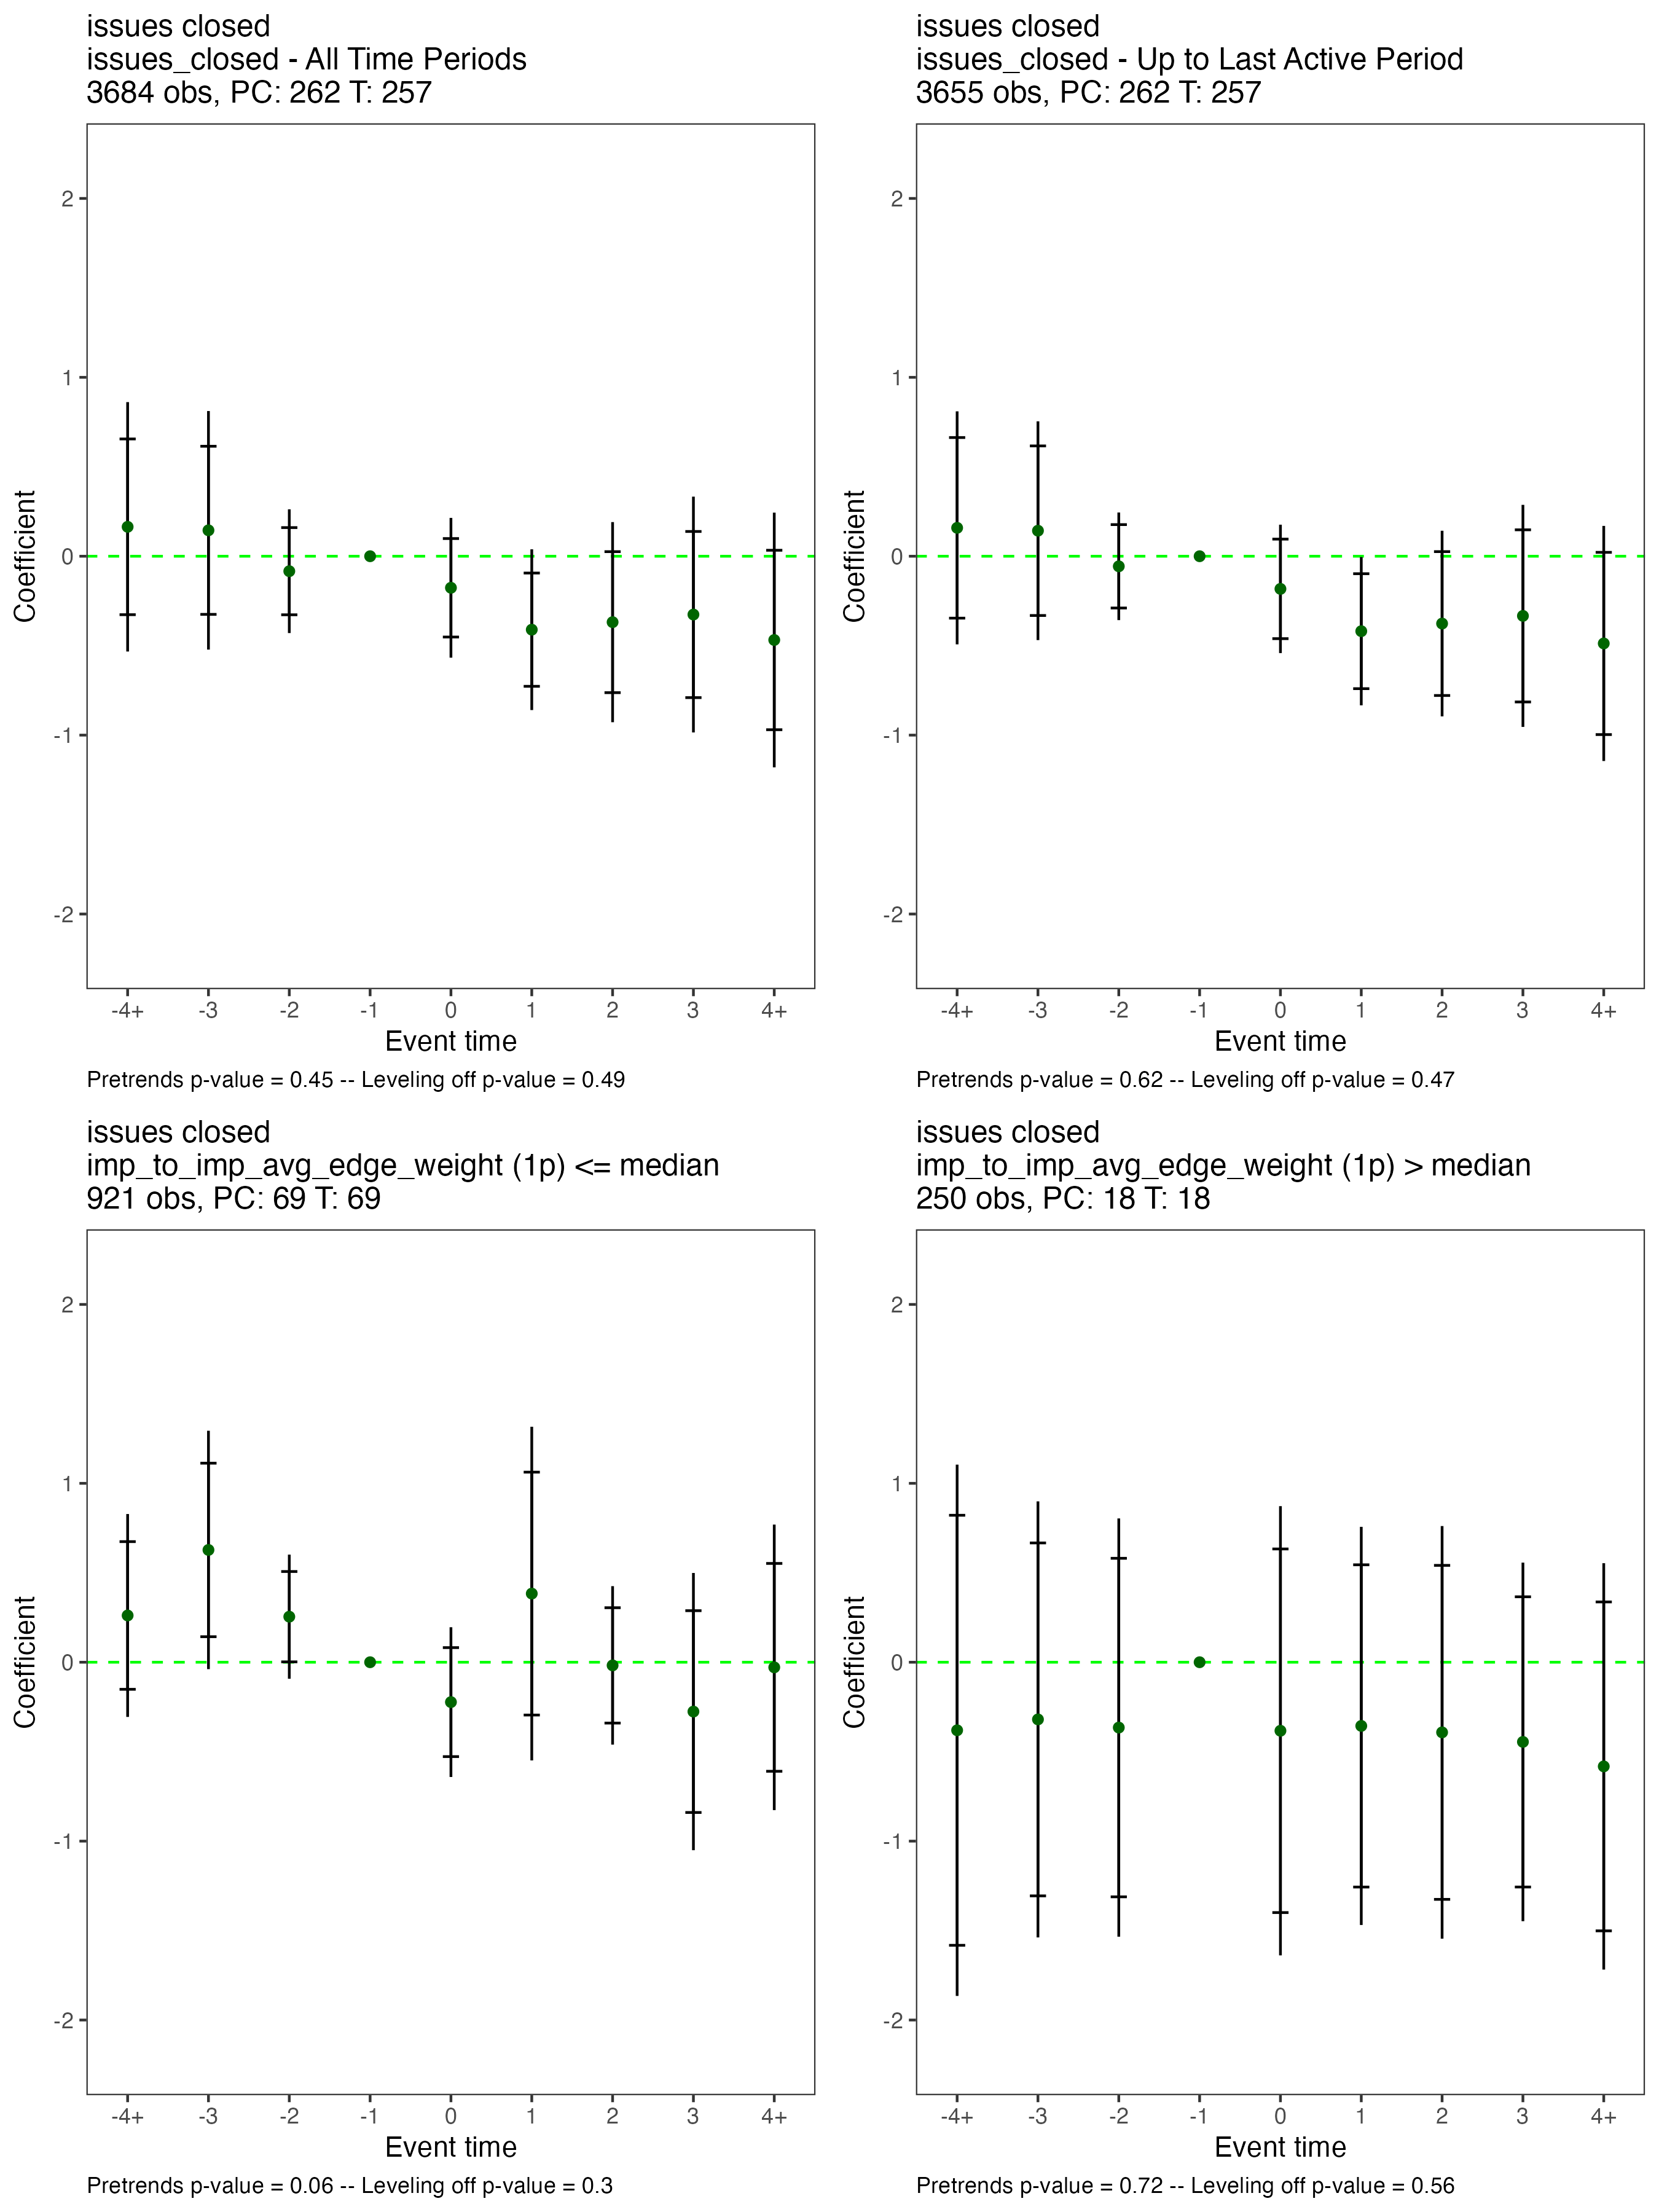 issues closed
issues_closed - All Time Periods
3684 obs, PC: 262 T: 257
2
1
0
-1
-2
Coefficient
-4+ -3 -2 -1 0 1 2 3 4+
Event time
Pretrends p-value = 0.45 -- Leveling off p-value = 0.49
issues closed
issues_closed - Up to Last Active Period
3655 obs, PC: 262 T: 257
2
1
0
-1
-2
Coefficient
-4+ -3 -2 -1 0 1 2 3 4+
Event time
Pretrends p-value = 0.62 -- Leveling off p-value = 0.47
issues closed
imp_to_imp_avg_edge_weight (1p) <= median
921 obs, PC: 69 T: 69
2
1
0
-1
-2
Coefficient
-4+ -3 -2 -1 0 1 2 3 4+
Event time
Pretrends p-value = 0.06 -- Leveling off p-value = 0.3
issues closed
imp_to_imp_avg_edge_weight (1p) > median
250 obs, PC: 18 T: 18
2
1
0
-1
-2
Coefficient
-4+ -3 -2 -1 0 1 2 3 4+
Event time
Pretrends p-value = 0.72 -- Leveling off p-value = 0.56